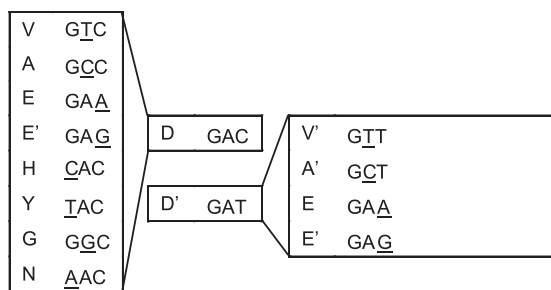 V GTC
A GCC
E GAA
E' GAG
H CAC
Y TAC
G GGC
N AAC
D GAC
D' GAT
V' GTT
A' GCT
E GAA
E' GAG